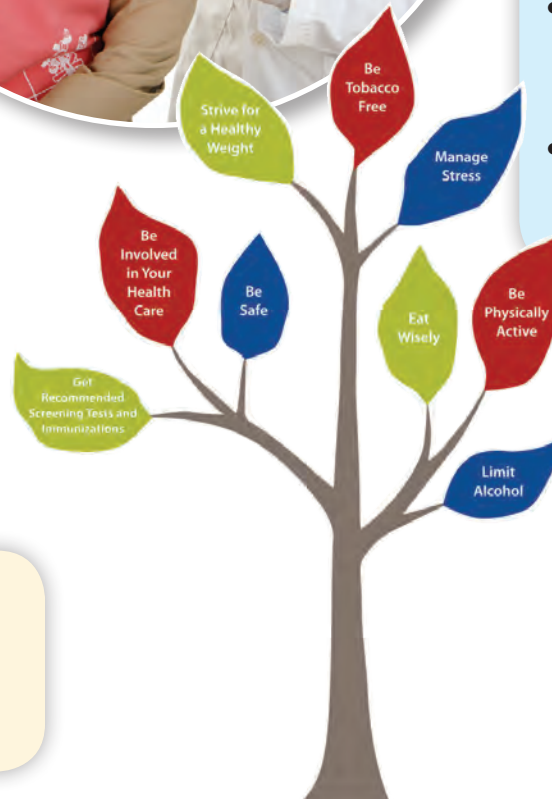 Be
Tobacco
Free
Strive for
a Healthy
Weight
Manage
Stress
Be
Involved
in Your
Health
Care
Be
Safe
Eat
Wisely
Be
Physically
Active
Get
Recommended
Screening Tests and
Immunizations
Limit
Alcohol